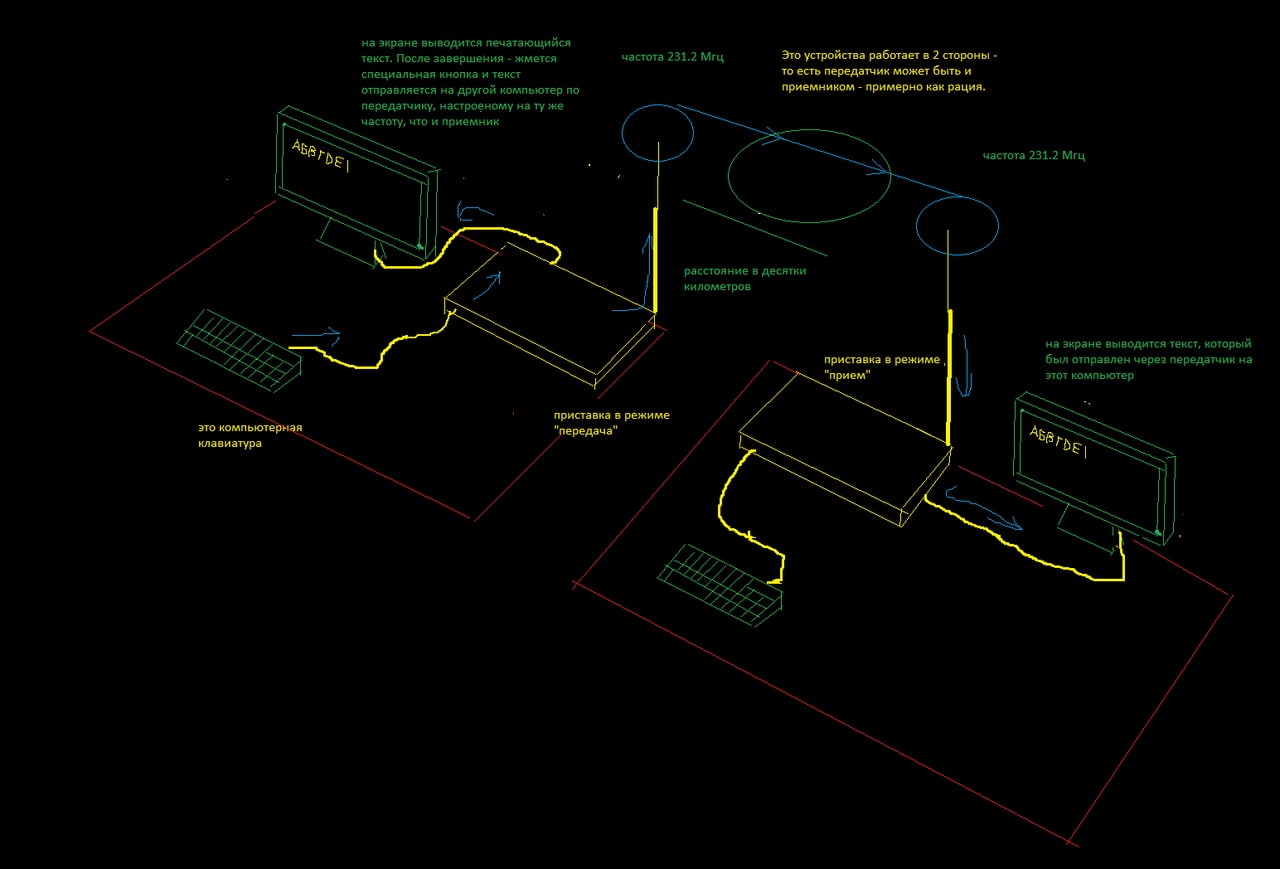 на экране выводится печатающийся
текст. После завершения - жмется
специальная кнопка и текст
отправляется на другой компьютер по
передатчику, настроеному на ту же
частоту, что и приемник
частота 231.2 Мгц
Это устройства работает в 2 стороны -
то есть передатчик может быть и
приемником - примерно как рация.
частота 231.2 Мгц
АБВГDЕ|
расстояние в десятки
километров
приставка в режиме
"прием"
на экране выводится текст, который
был отправлен через передатчик на
этот компьютер
это компьютерная
клавиатура
приставка в режиме
"передача"
АБВГDЕ|